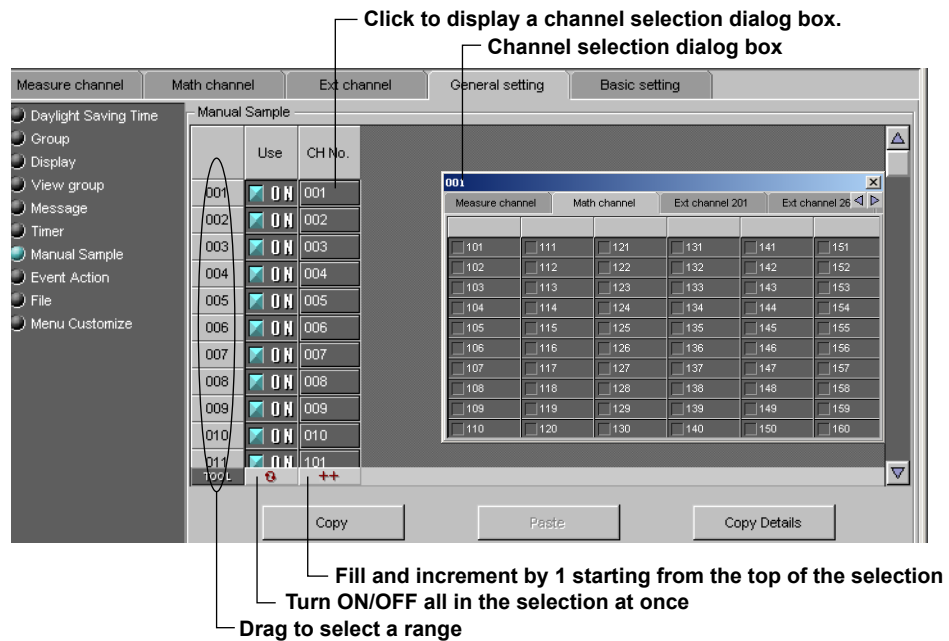 Click to display a channel selection dialog box.
Channel selection dialog box
Measure channel Math channel Ext channel General setting Basic setting
Daylight Saving Time
Group
Display
View group
Message
Timer
Manual Sample
Event Action
File
Menu Customize
Manual Sample
Use CH No.
001 ON 001
002 ON 002
003 ON 003
004 ON 004
005 ON 005
006 ON 006
007 ON 007
008 ON 008
009 ON 009
010 ON 010
011 ON 101
TOOL ++
001
Measure channel Math channel Ext channel 201 Ext channel 26
101 111 121 131 141 151
102 112 122 132 142 152
103 113 123 133 143 153
104 114 124 134 144 154
105 115 125 135 145 155
106 116 126 136 146 156
107 117 127 137 147 157
108 118 128 138 148 158
109 119 129 139 149 159
110 120 130 140 150 160
Copy Paste Copy Details
Fill and increment by 1 starting from the top of the selection
Turn ON/OFF all in the selection at once
Drag to select a range